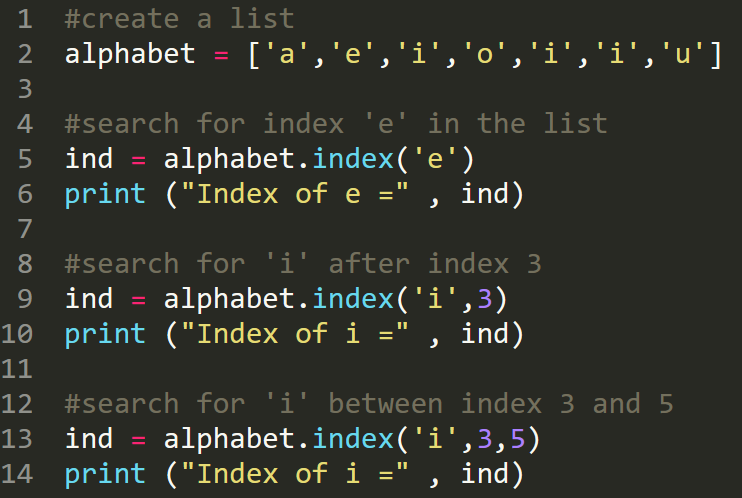 1 #create a list
2 alphabet = ['a','e','i','o','i','i','u']
3
4 #search for index 'e' in the list
5 ind = alphabet.index('e')
6 print ("Index of e =" , ind)
7
8 #search for 'i' after index 3
9 ind = alphabet.index('i',3)
10 print ("Index of i =" , ind)
11
12 #search for 'i' between index 3 and 5
13 ind = alphabet.index('i',3,5)
14 print ("Index of i =" , ind)